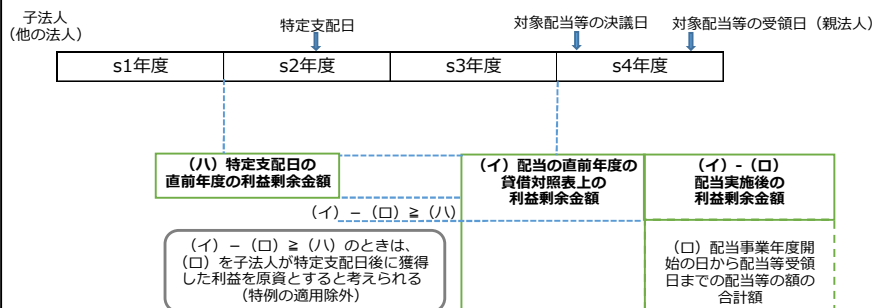 子法人
(他の法人)
特定支配日
対象配当等の決議日
対象配当等の受領日(親法人)
s1年度
s2年度
s3年度
s4年度
(ハ)特定支配日の
直前年度の利益剰余金額
(イ)配当の直前年度の
貸借対照表上の
利益剰余金額
(イ)-(ロ)
配当実施後の
利益剰余金額
(イ)-(ロ)≧(ハ)
(イ)-(ロ)≧(ハ)のときは、
(ロ)を子法人が特定支配日後に獲得
した利益を原資とすると考えられる
(特例の適用除外)
(ロ)配当事業年度開
始の日から配当等受領
日までの配当等の額の
合計額